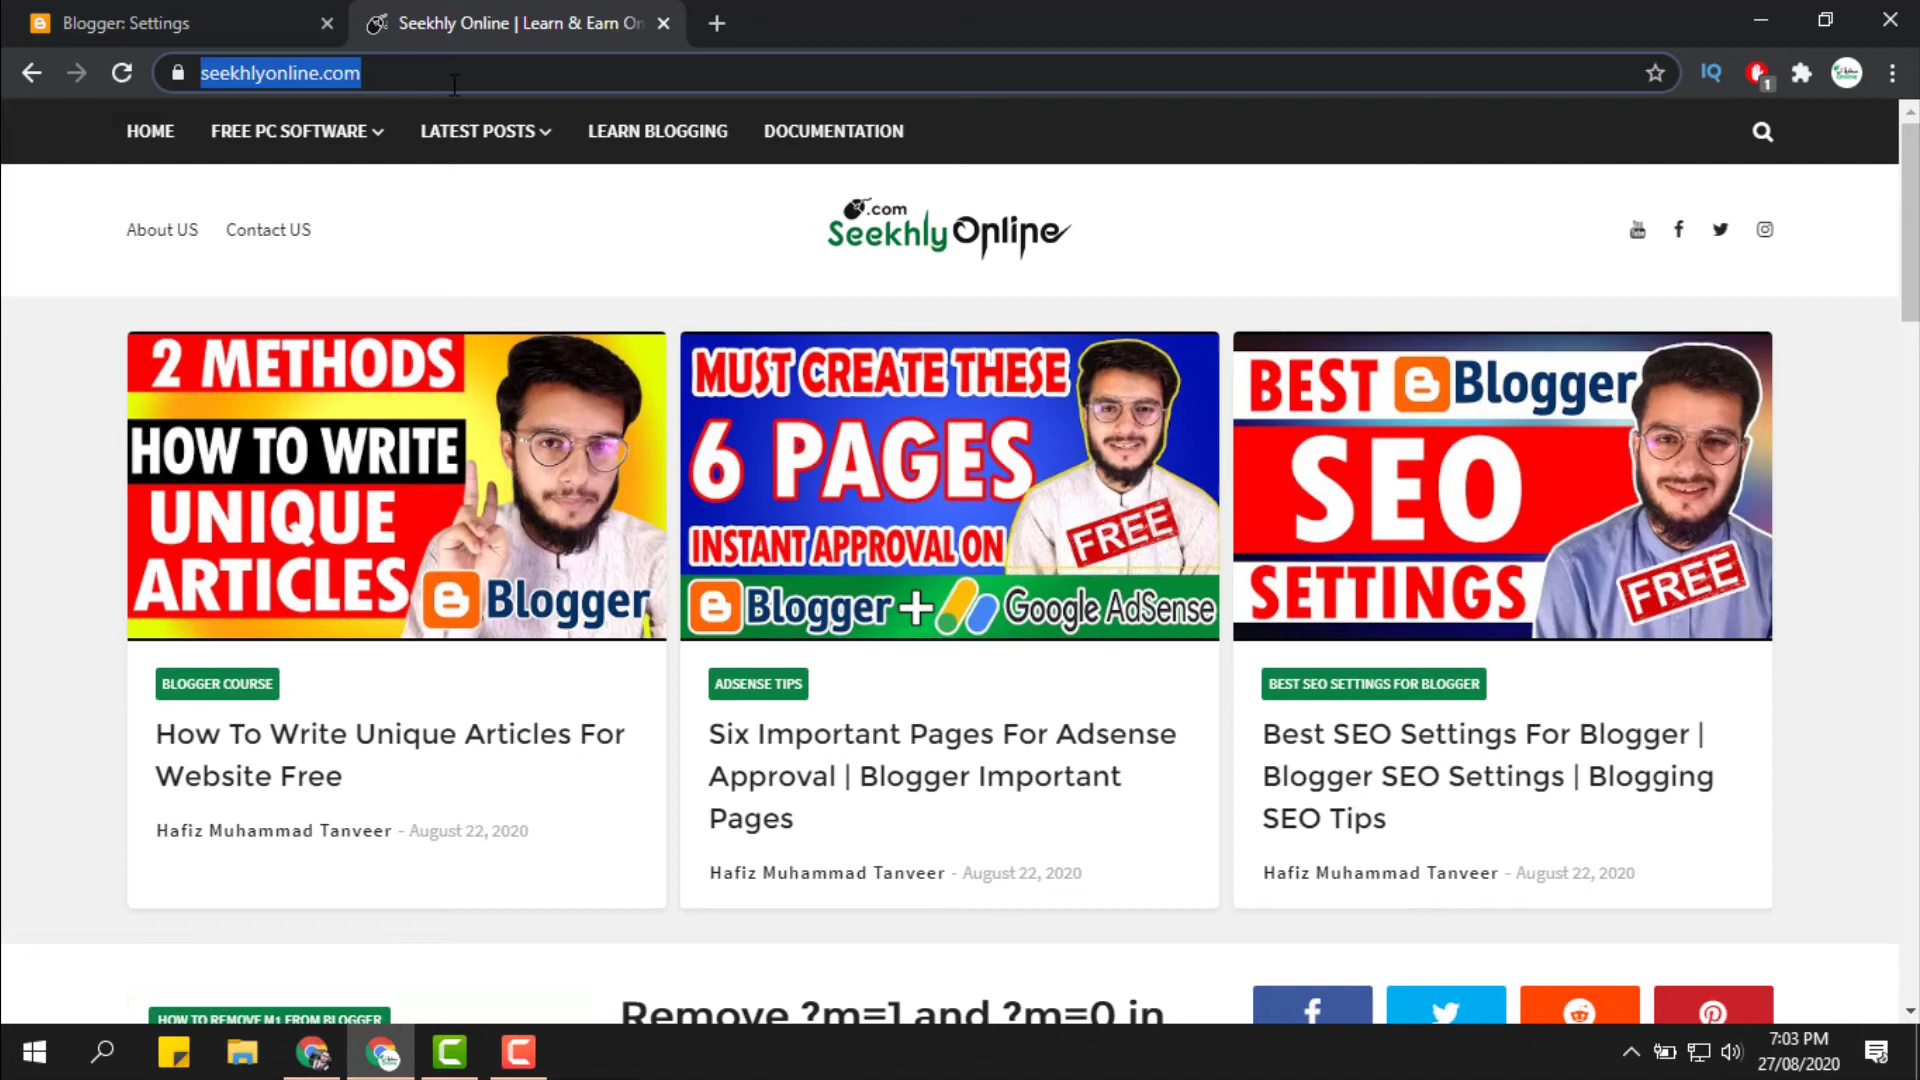 Blogger: Settings
Seekhly Online | Learn & Earn On
seekhlyonline.com
IQ
1
HOME
FREE PC SOFTWARE
LATEST POSTS
LEARN BLOGGING
DOCUMENTATION
About US
Contact US
.com
Seekhly Online
2 METHODS
HOW TO WRITE
UNIQUE
ARTICLES
Blogger
MUST CREATE THESE
6 PAGES
INSTANT APPROVAL ON
FREE
Blogger + Google AdSense
BEST Blogger
SEO
SETTINGS
FREE
BLOGGER COURSE
How To Write Unique Articles For
Website Free
Hafiz Muhammad Tanveer - August 22, 2020
ADSENSE TIPS
Six Important Pages For Adsense
Approval | Blogger Important
Pages
Hafiz Muhammad Tanveer - August 22, 2020
BEST SEO SETTINGS FOR BLOGGER
Best SEO Settings For Blogger |
Blogger SEO Settings | Blogging
SEO Tips
Hafiz Muhammad Tanveer - August 22, 2020
HOW TO REMOVE M1 FROM BLOGGER
Remove ?m=1 and ?m=0 in
7:03 PM
27/08/2020